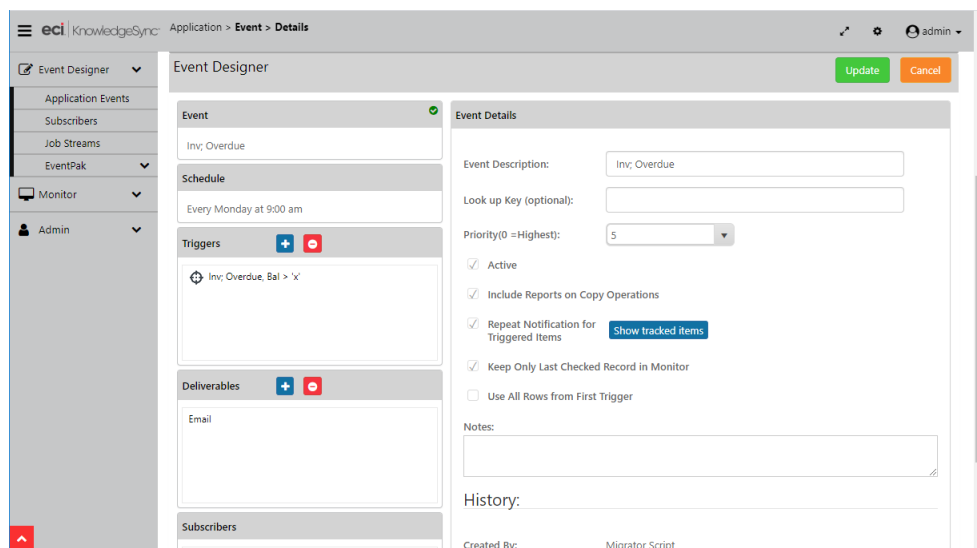 eci KnowledgeSync
Application > Event > Details
admin
Event Designer
Application Events
Subscribers
Job Streams
EventPak
Monitor
Admin
Event Designer
Update
Cancel
Event
Inv; Overdue
Schedule
Every Monday at 9:00 am
Triggers
Inv; Overdue, Bal > 'x'
Deliverables
Email
Subscribers
Event Details
Event Description:
Inv; Overdue
Look up Key (optional):
Priority(0 =Highest):
5
Active
Include Reports on Copy Operations
Repeat Notification for
Triggered Items
Show tracked items
Keep Only Last Checked Record in Monitor
Use All Rows from First Trigger
Notes:
History:
Created By:
Migrator Script